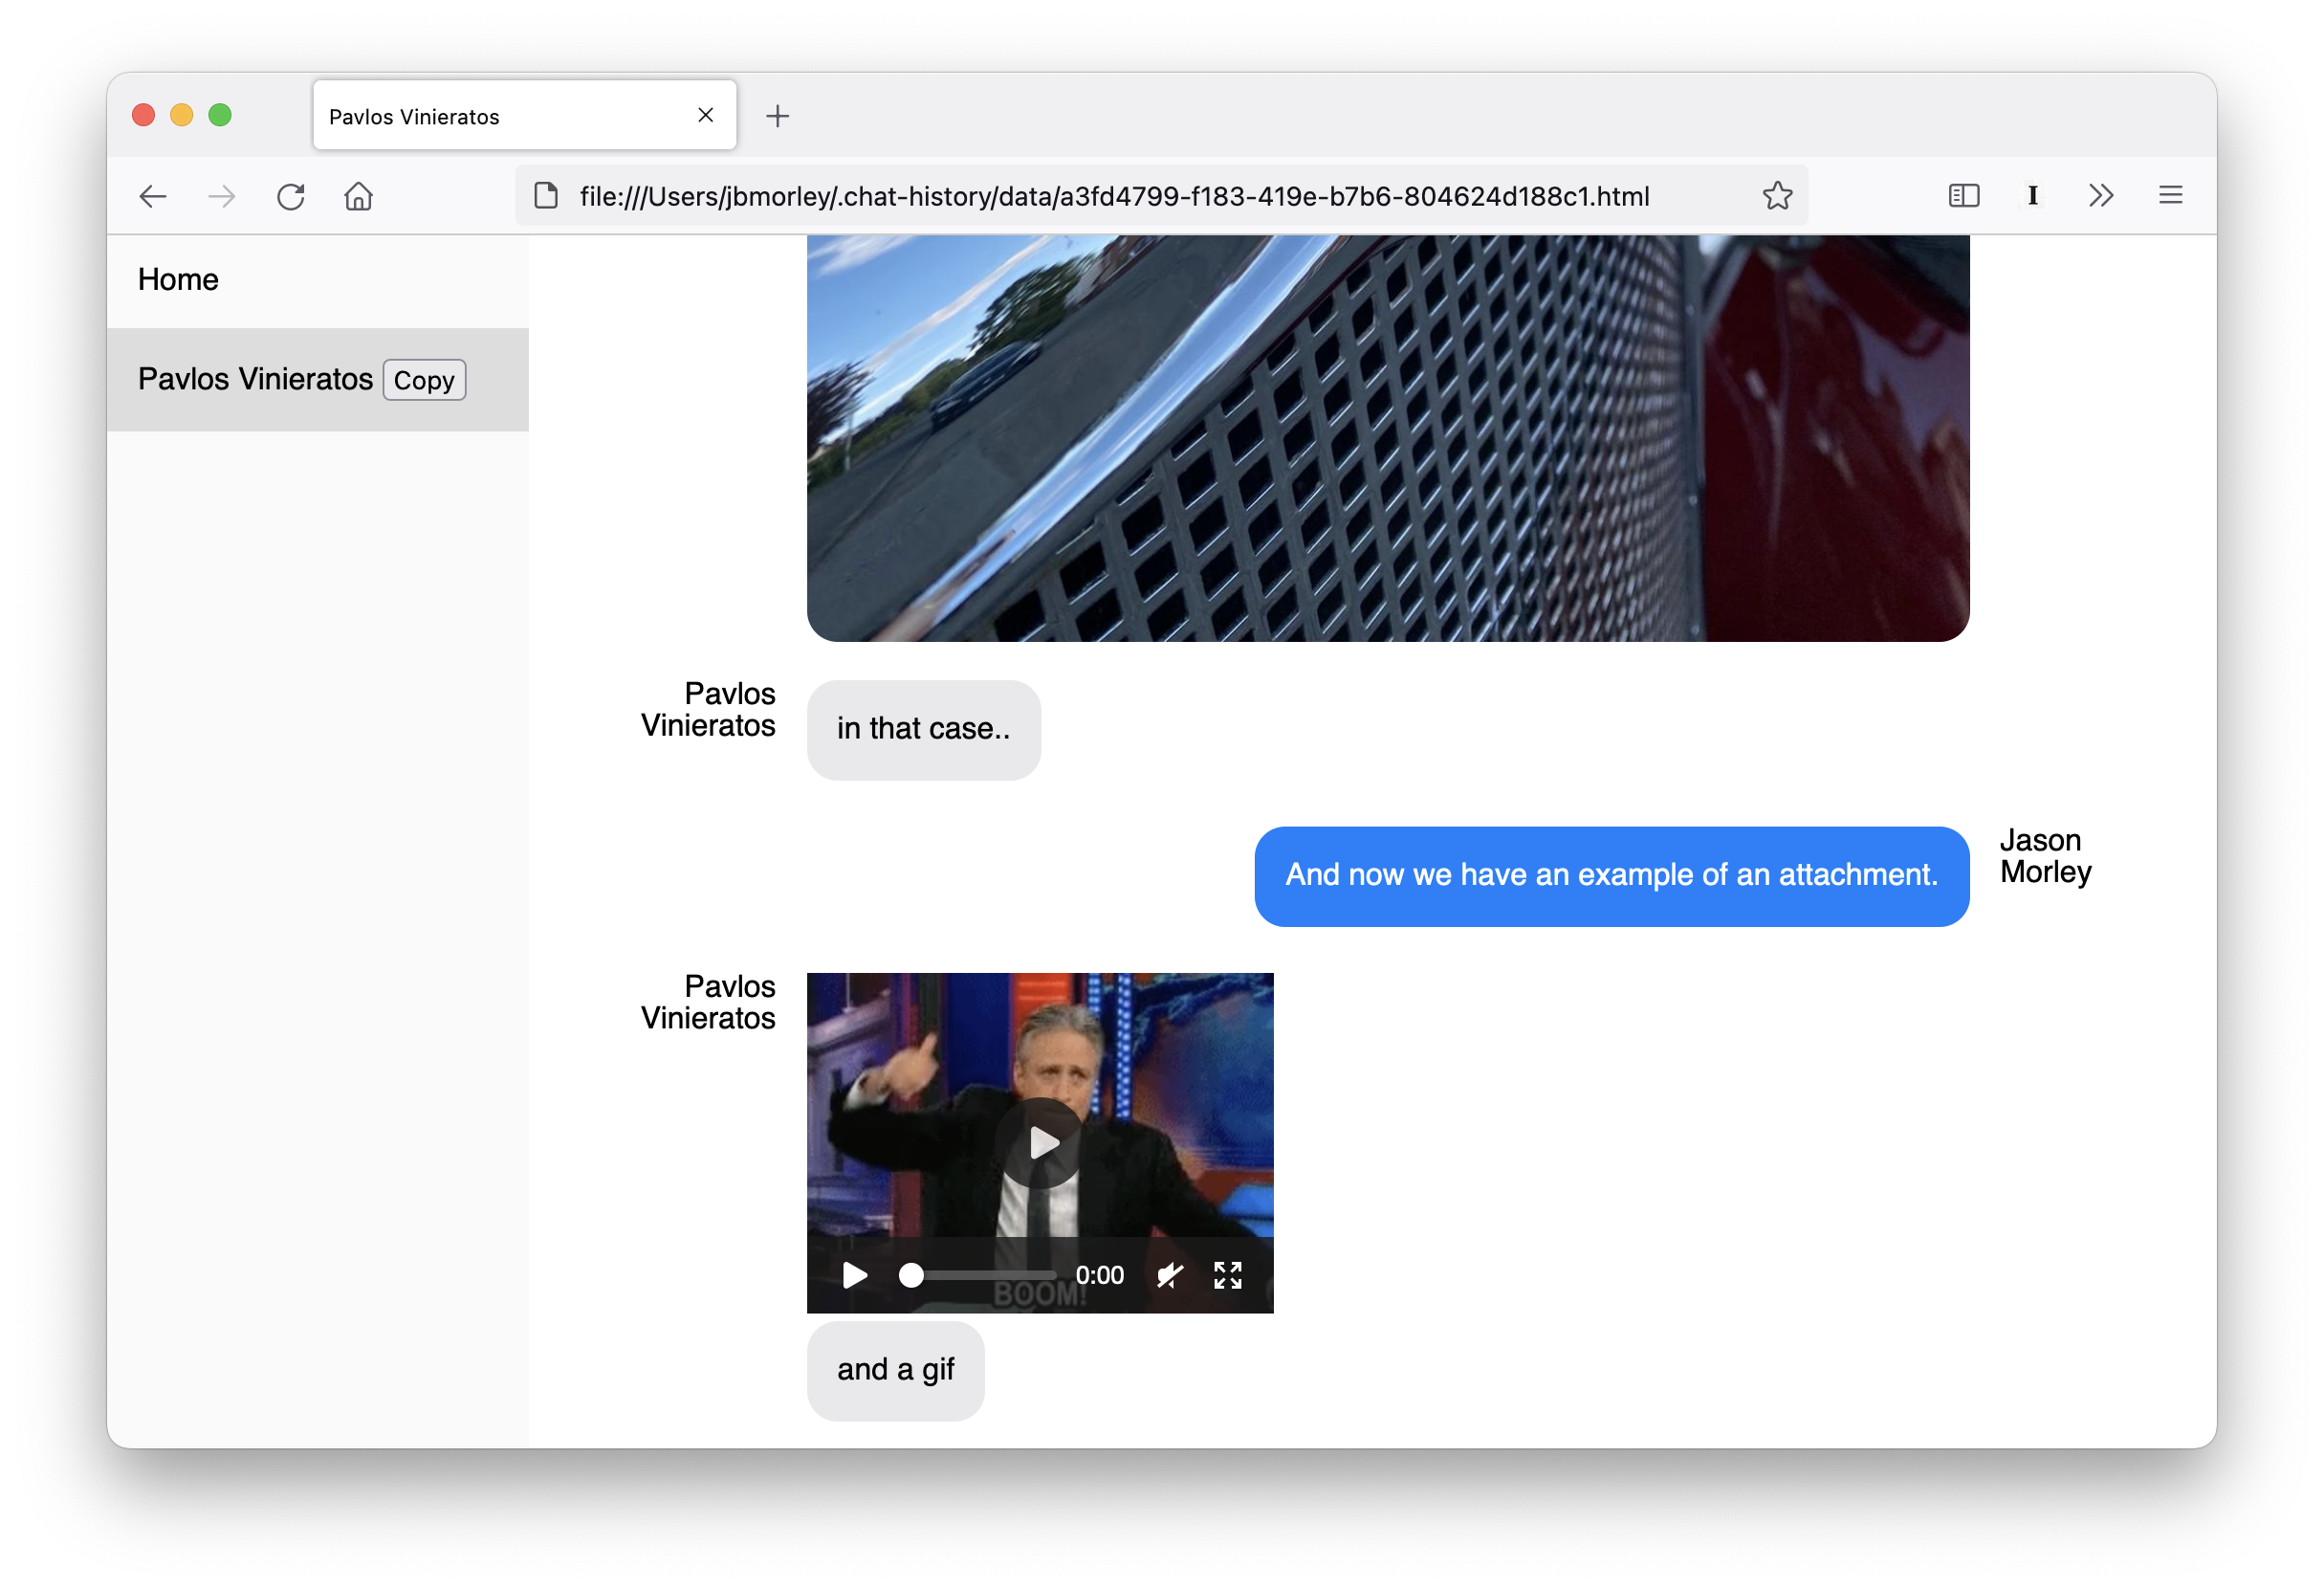 Pavlos Vinieratos
file:///Users/jbmorley/.chat-history/data/a3fd4799-f183-419e-b7b6-804624d188c1.html
I
Home
Pavlos Vinieratos
Copy
Pavlos
Vinieratos
in that case..
And now we have an example of an attachment.
Jason
Morley
Pavlos
Vinieratos
0:00
BOOM!
and a gif